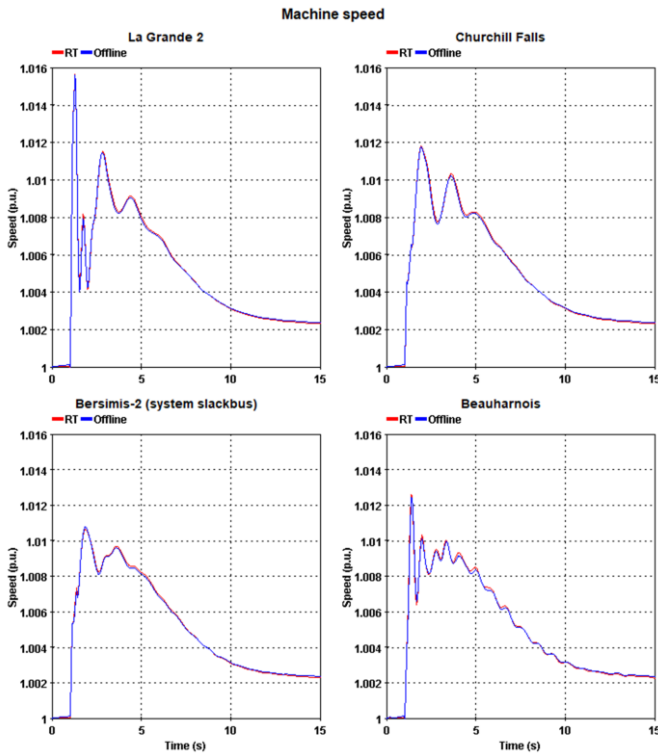 Machine speed
La Grande 2
RT Offline
1.016
1.014
1.012
1.01
1.008
1.006
1.004
1.002
1
Speed (p.u.)
0 5 10 15
Churchill Falls
RT Offline
1.016
1.014
1.012
1.01
1.008
1.006
1.004
1.002
1
Speed (p.u.)
0 5 10 15
Bersimis-2 (system slackbus)
RT Offline
1.016
1.014
1.012
1.01
1.008
1.006
1.004
1.002
1
Speed (p.u.)
0 5 10 15
Time (s)
Beauharnois
RT Offline
1.016
1.014
1.012
1.01
1.008
1.006
1.004
1.002
1
Speed (p.u.)
0 5 10 15
Time (s)